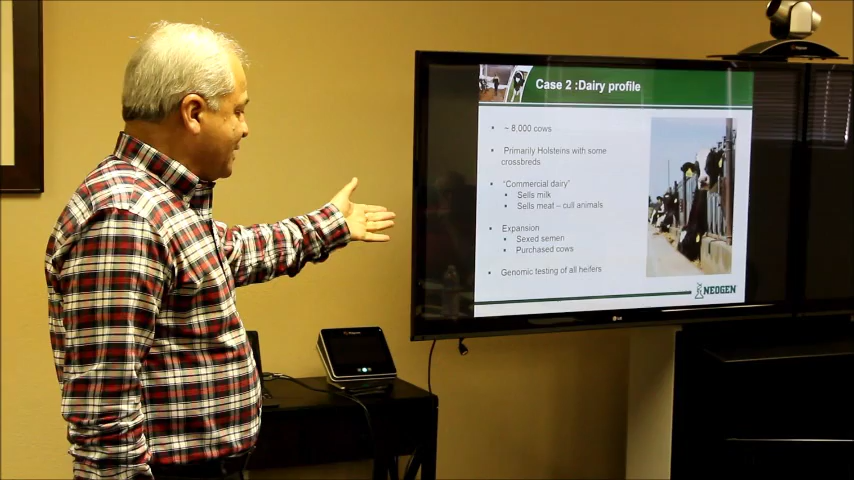 Case 2 :Dairy profile
~ 8,000 cows
Primarily Holsteins with some
crossbreds
"Commercial dairy"
Sells milk
Sells meat – cull animals
Expansion
Sexed semen
Purchased cows
Genomic testing of all heifers
NEOGEN
LG